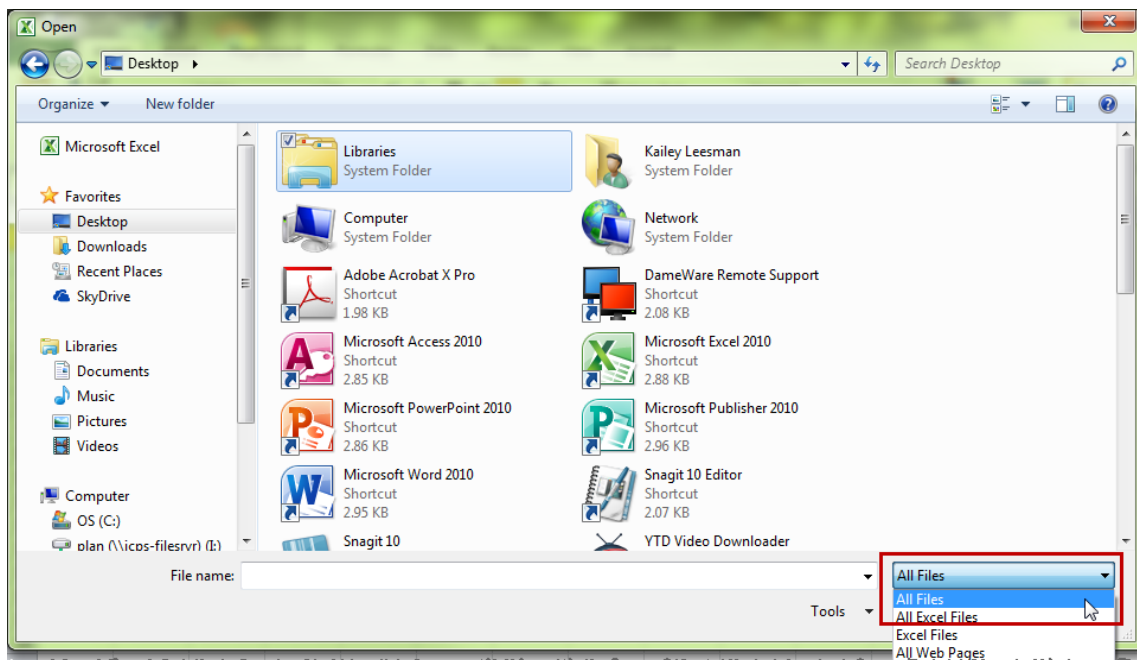 Open
Desktop
Search Desktop
Organize
New folder
Microsoft Excel
Favorites
Desktop
Downloads
Recent Places
SkyDrive
Libraries
Documents
Music
Pictures
Videos
Computer
OS (C:)
plan (\\icps-filesrvr) (I:)
Libraries
System Folder
Kailey Leesman
System Folder
Computer
System Folder
Network
System Folder
Adobe Acrobat X Pro
Shortcut
1.98 KB
DameWare Remote Support
Shortcut
2.08 KB
Microsoft Access 2010
Shortcut
2.85 KB
Microsoft Excel 2010
Shortcut
2.88 KB
Microsoft PowerPoint 2010
Shortcut
2.86 KB
Microsoft Publisher 2010
Shortcut
2.96 KB
Microsoft Word 2010
Shortcut
2.95 KB
Snagit 10 Editor
Shortcut
2.07 KB
Snagit 10
YTD Video Downloader
File name:
All Files
Tools
All Files
All Excel Files
Excel Files
All Web Pages